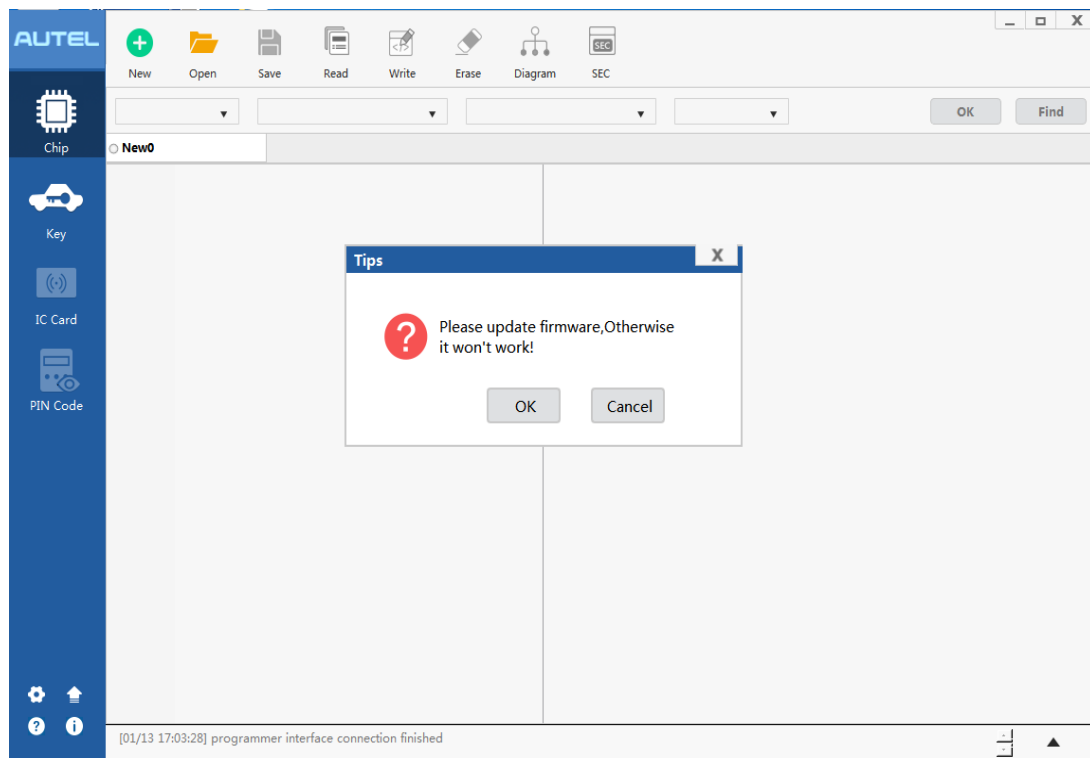 AUTEL
New Open Save Read Write Erase Diagram SEC
SEC
OK Find
Chip
New0
Key
IC Card
PIN Code
Tips
X
Please update firmware,Otherwise
it won't work!
OK Cancel
[01/13 17:03:28] programmer interface connection finished